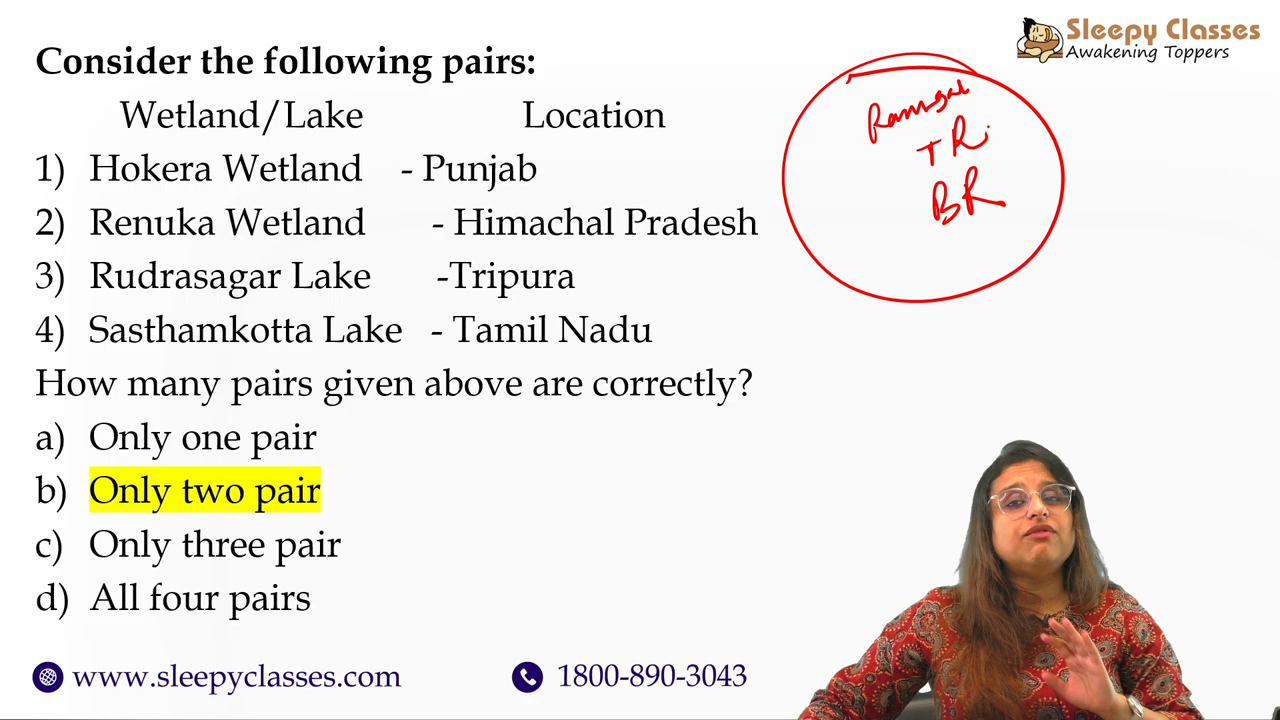 Sleepy Classes
Awakening Toppers
Consider the following pairs:
Wetland/Lake Location
1) Hokera Wetland - Punjab
2) Renuka Wetland - Himachal Pradesh
3) Rudrasagar Lake -Tripura
4) Sasthamkotta Lake - Tamil Nadu
How many pairs given above are correctly?
a) Only one pair
b) Only two pair
c) Only three pair
d) All four pairs
TR
BR
www.sleepyclasses.com 1800-890-3043